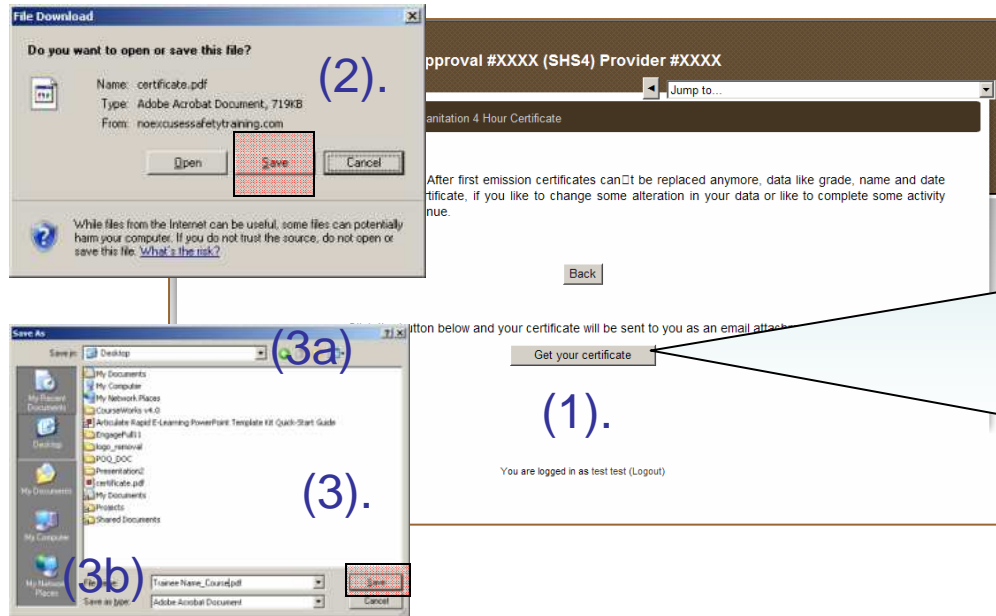 File Download
Do you want to open or save this file?
Name: certificate.pdf
Type: Adobe Acrobat Document, 719KB
From: noexcusessafetytraining.com
Open Save Cancel
While files from the Internet can be useful, some files can potentially
harm your computer. If you do not trust the source, do not open or
save this file. What's the risk?
(2).
pproval #XXXX (SHS4) Provider #XXXX
Jump to...
anitation 4 Hour Certificate
After first emission certificates can□t be replaced anymore, data like grade, name and date
rtificate, if you like to change some alteration in your data or like to complete some activity
nue.
Back
utton below and your certificate will be sent to you as an email attach
Get your certificate
(1).
You are logged in as test test (Logout)
Save As
Save in: Desktop
(3a)
My Recent
Documents
Desktop
My Documents
My Computer
My Network
Places
My Documents
My Computer
My Network Places
CourseWorks v4.0
Articulate Rapid E-Learning PowerPoint Template Kit Quick-Start Guide
EngageFull11
logo_removal
POQ_DOC
Presentation2
certificate.pdf
My Documents
Projects
Shared Documents
(3).
(3b)
File name: Trainee Name_Course.pdf Save
Save as type: Adobe Acrobat Document Cancel